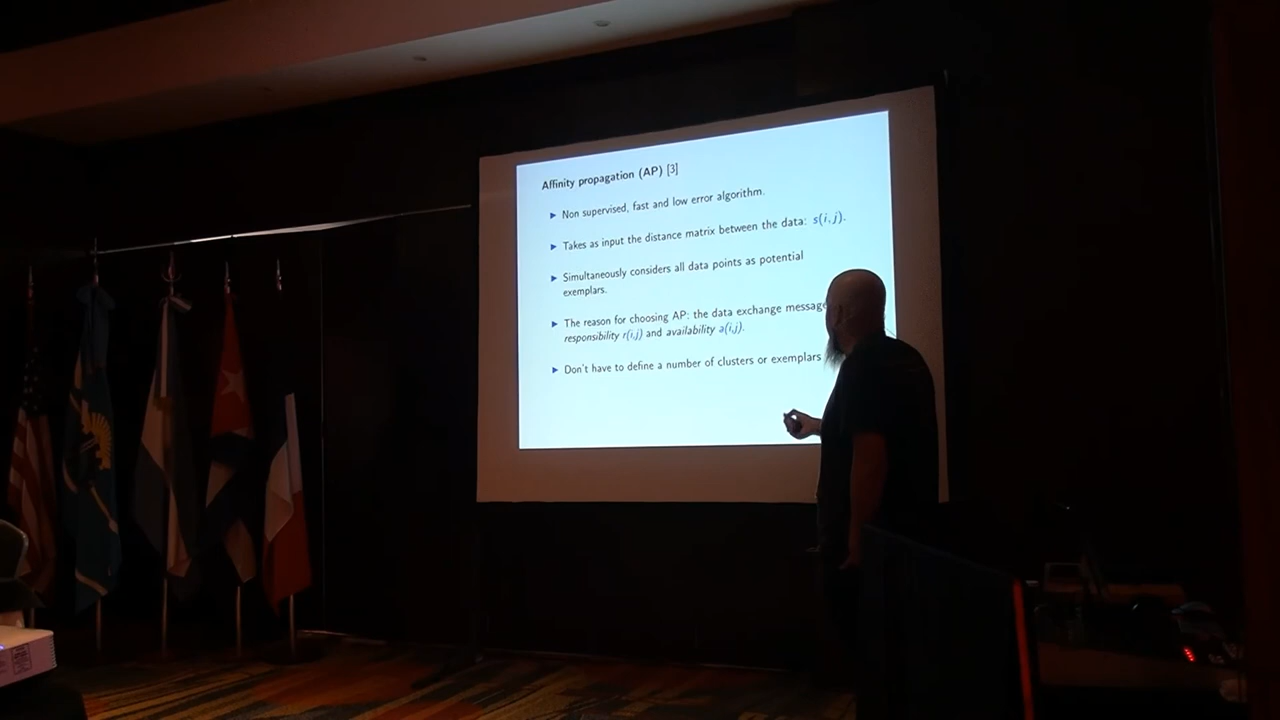 Affinity propagation (AP) [3]
▶ Non supervised, fast and low error algorithm.
▶ Takes as input the distance matrix between the data: s(i, j).
▶ Simultaneously considers all data points as potential
exemplars.
▶ The reason for choosing AP: the data exchange message
responsibility r(i,j) and availability a(i,j).
▶ Don't have to define a number of clusters or exemplars